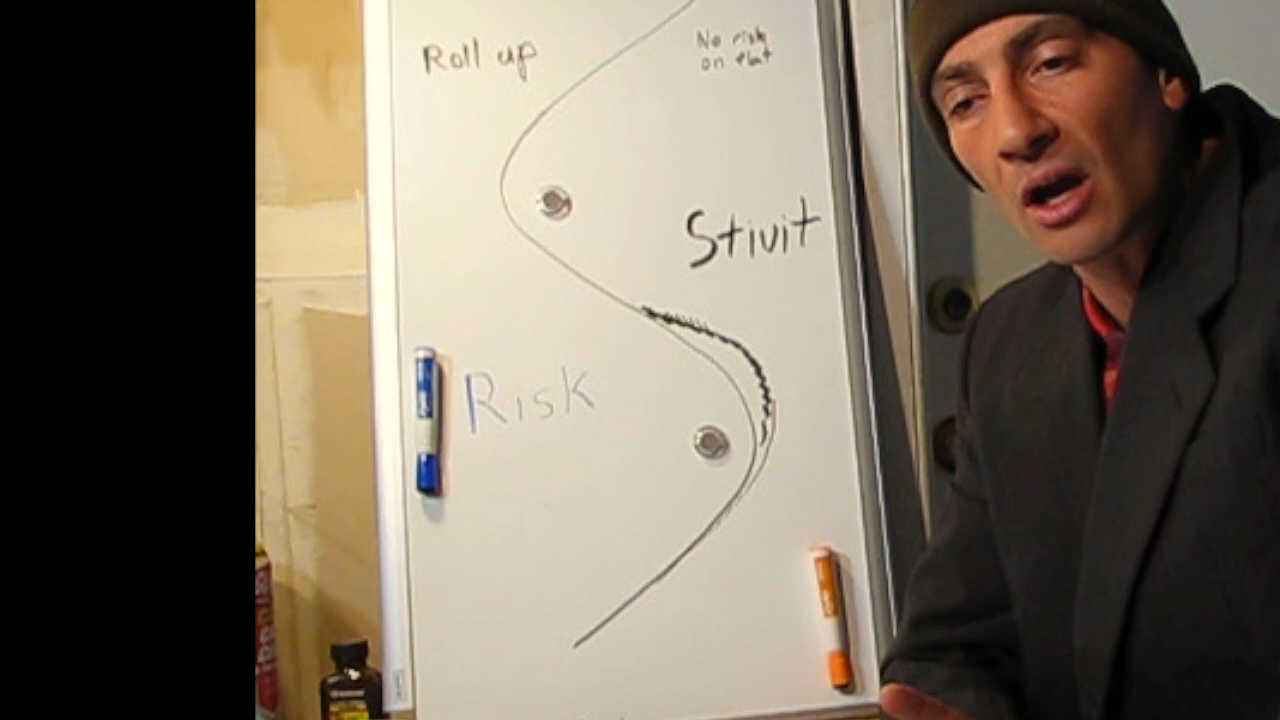 Roll up
No risk
on flat
Stivit
Risk